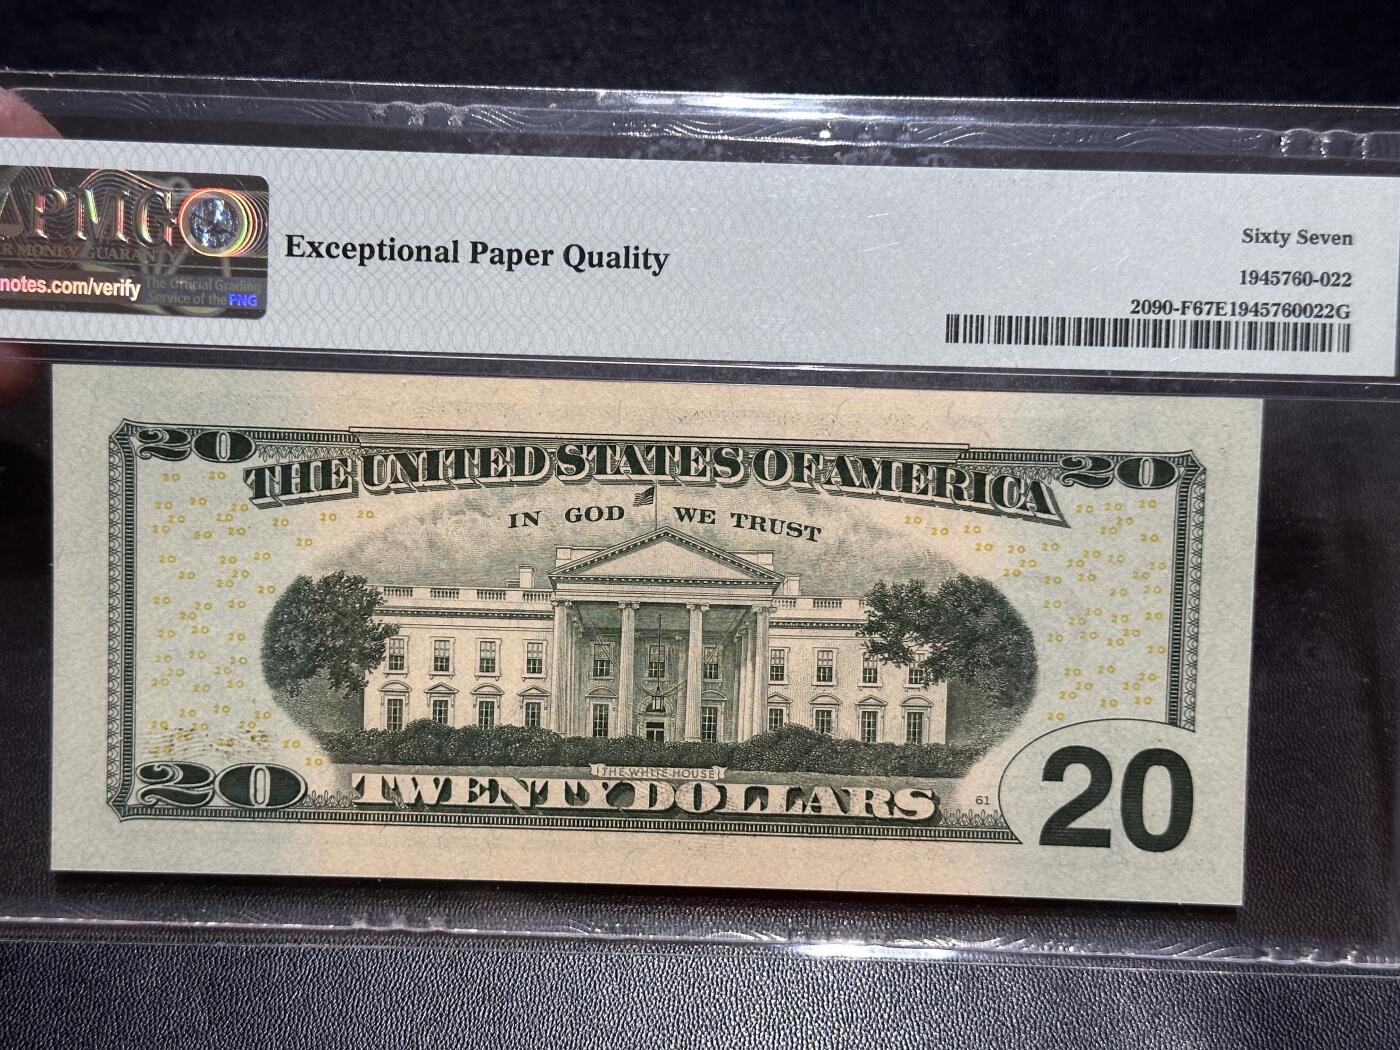 PMG
R MONEY GUARANTY
notes.com/verify
The Official Grading
Service of the PNG
Exceptional Paper Quality
Sixty Seven
1945760-022
2090-F67E1945760022G
20
20
THE UNITED STATES OF AMERICA
IN GOD WE TRUST
THE WHITE HOUSE
20
TWENTY DOLLARS
61
20